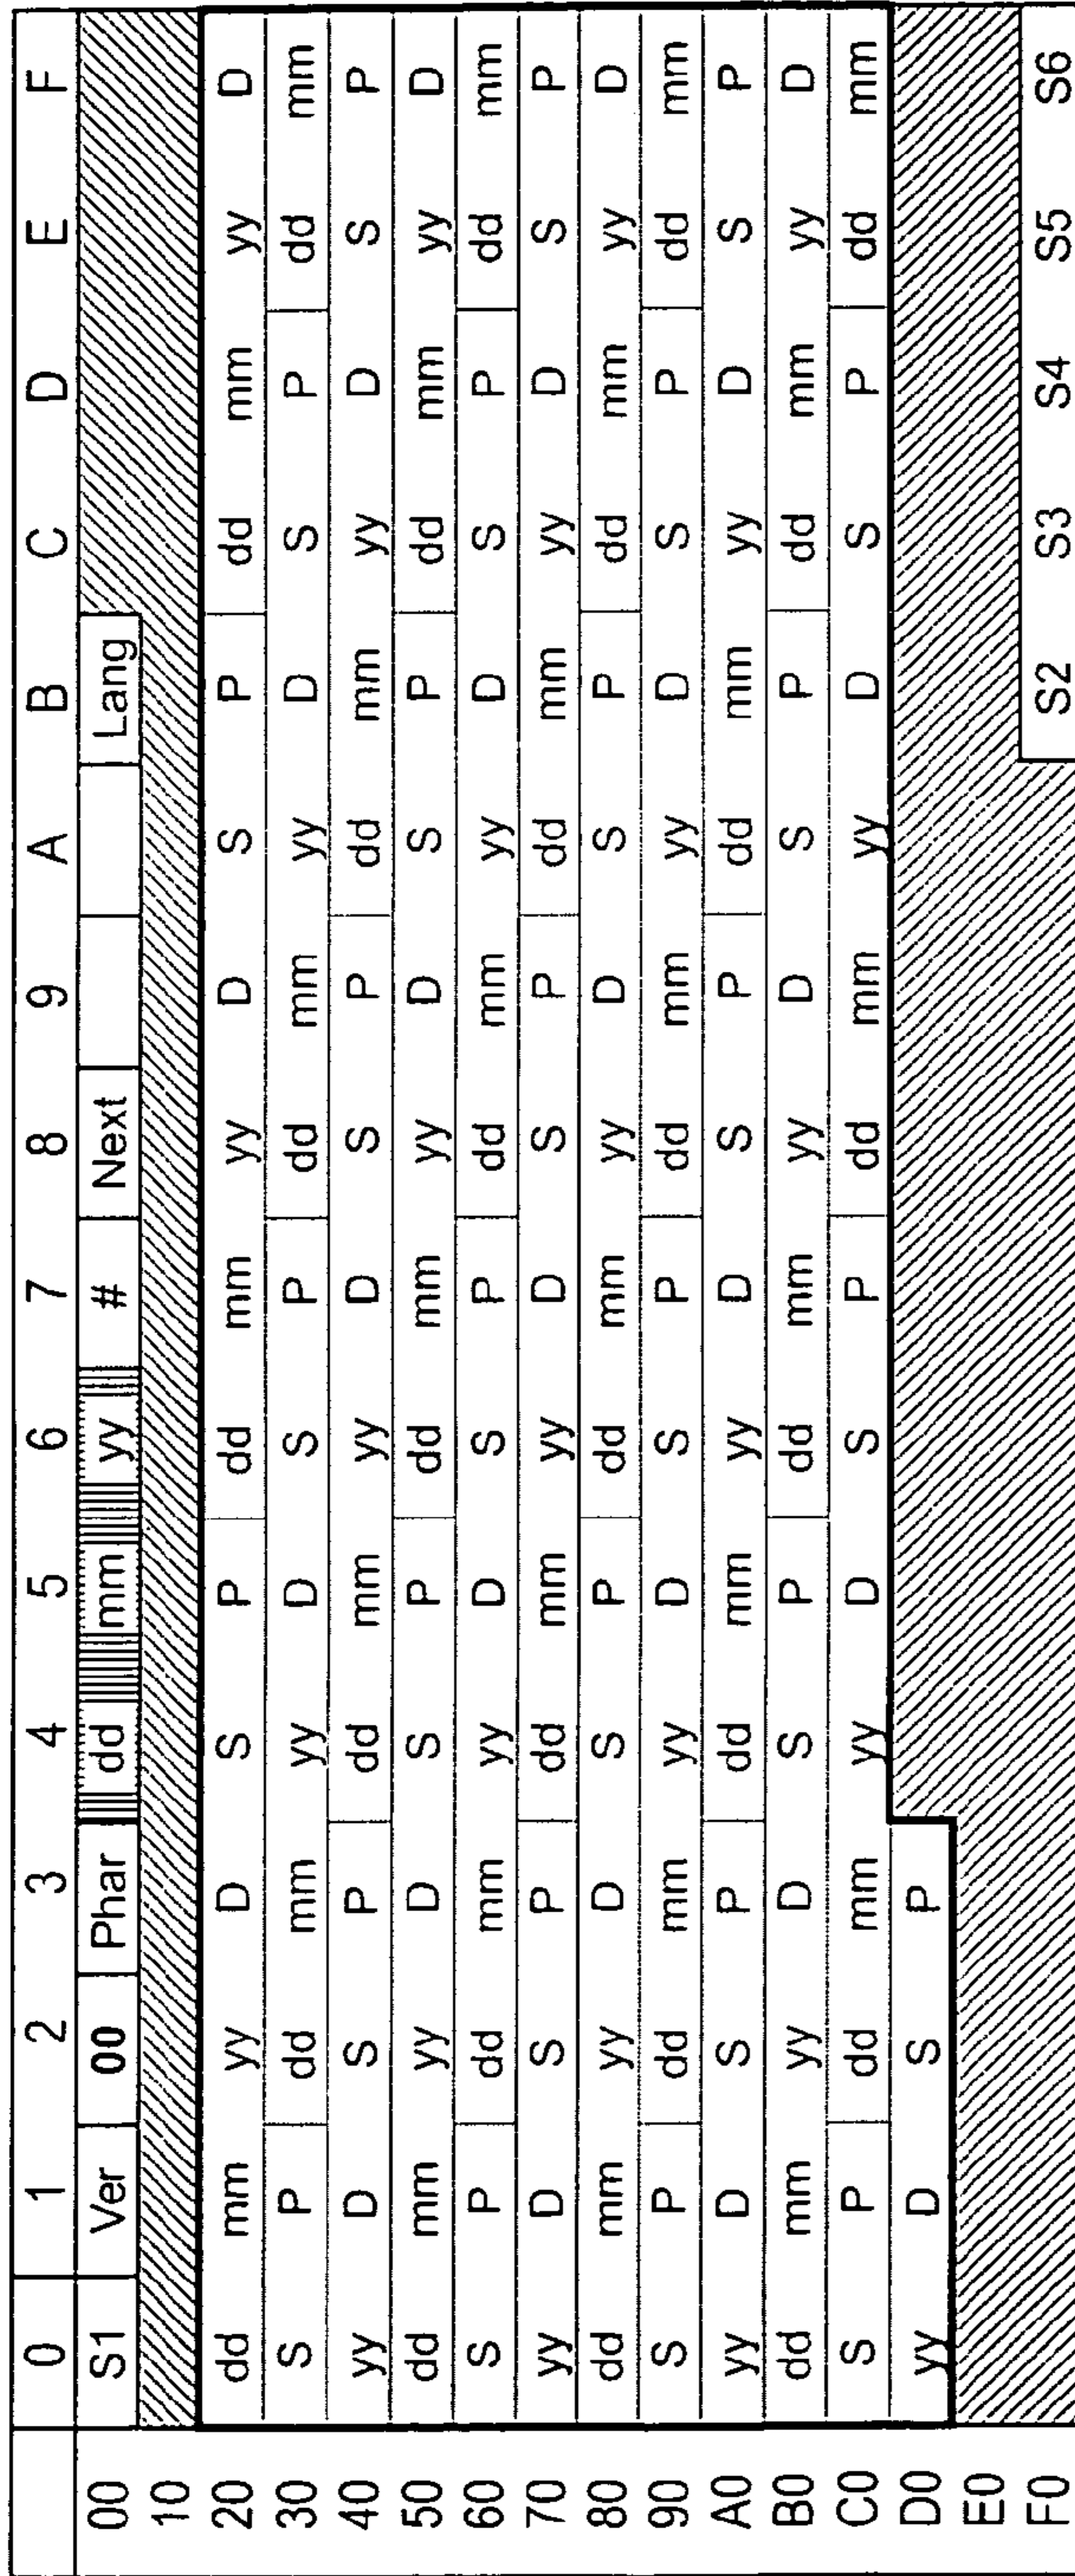 0 1 2 3 4 5 6 7 8 9 A B C D E F
00 S1 Ver 00 Phar dd mm yy # Next Lang
10
20 dd mm yy D S P dd mm yy D S P dd mm yy D
30 S P dd mm yy D S P dd mm yy D S P dd mm
40 yy D S P dd mm yy D S P dd mm yy D S P
50 dd mm yy D S P dd mm yy D S P dd mm yy D
60 S P dd mm yy D S P dd mm yy D S P dd mm
70 yy D S P dd mm yy D S P dd mm yy D S P
80 dd mm yy D S P dd mm yy D S P dd mm yy D
90 S P dd mm yy D S P dd mm yy D S P dd mm
A0 yy D S P dd mm yy D S P dd mm yy D S P
B0 dd mm yy D S P dd mm yy D S P dd mm yy D
C0 S P dd mm yy D S P dd mm yy D S P dd mm
D0 yy D S P
E0
F0 S2 S3 S4 S5 S6